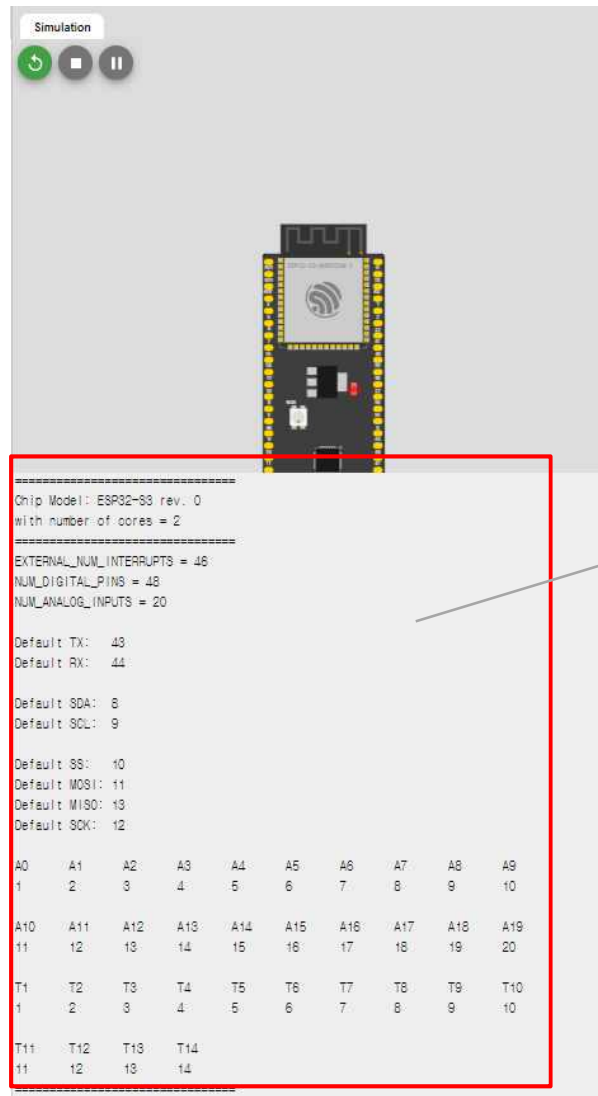 Simulation
================================
Chip Model: ESP32-S3 rev. 0
with number of cores = 2
================================
EXTERNAL_NUM_INTERRUPTS = 46
NUM_DIGITAL_PINS = 48
NUM_ANALOG_INPUTS = 20
Default TX: 43
Default RX: 44
Default SDA: 8
Default SCL: 9
Default SS: 10
Default MOSI: 11
Default MISO: 13
Default SCK: 12
A0 A1 A2 A3 A4 A5 A6 A7 A8 A9
1 2 3 4 5 6 7 8 9 10
A10 A11 A12 A13 A14 A15 A16 A17 A18 A19
11 12 13 14 15 16 17 18 19 20
T1 T2 T3 T4 T5 T6 T7 T8 T9 T10
1 2 3 4 5 6 7 8 9 10
T11 T12 T13 T14
11 12 13 14
================================